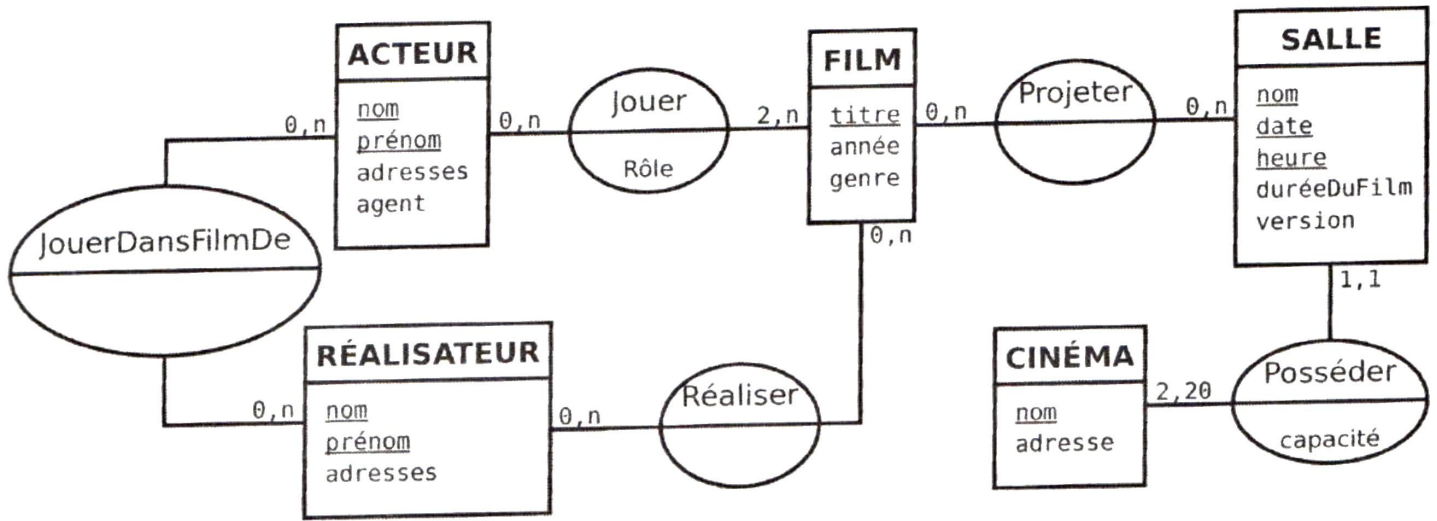 ACTEUR
nom
prénom
adresses
agent
0,n
0,n
Jouer
Rôle
2,n
FILM
titre
année
genre
0,n
0,n
Projeter
0,n
SALLE
nom
date
heure
duréeDuFilm
version
1,1
JouerDansFilmDe
0,n
RÉALISATEUR
nom
prénom
adresses
0,n
Réaliser
CINÉMA
nom
adresse
2,20
Posséder
capacité